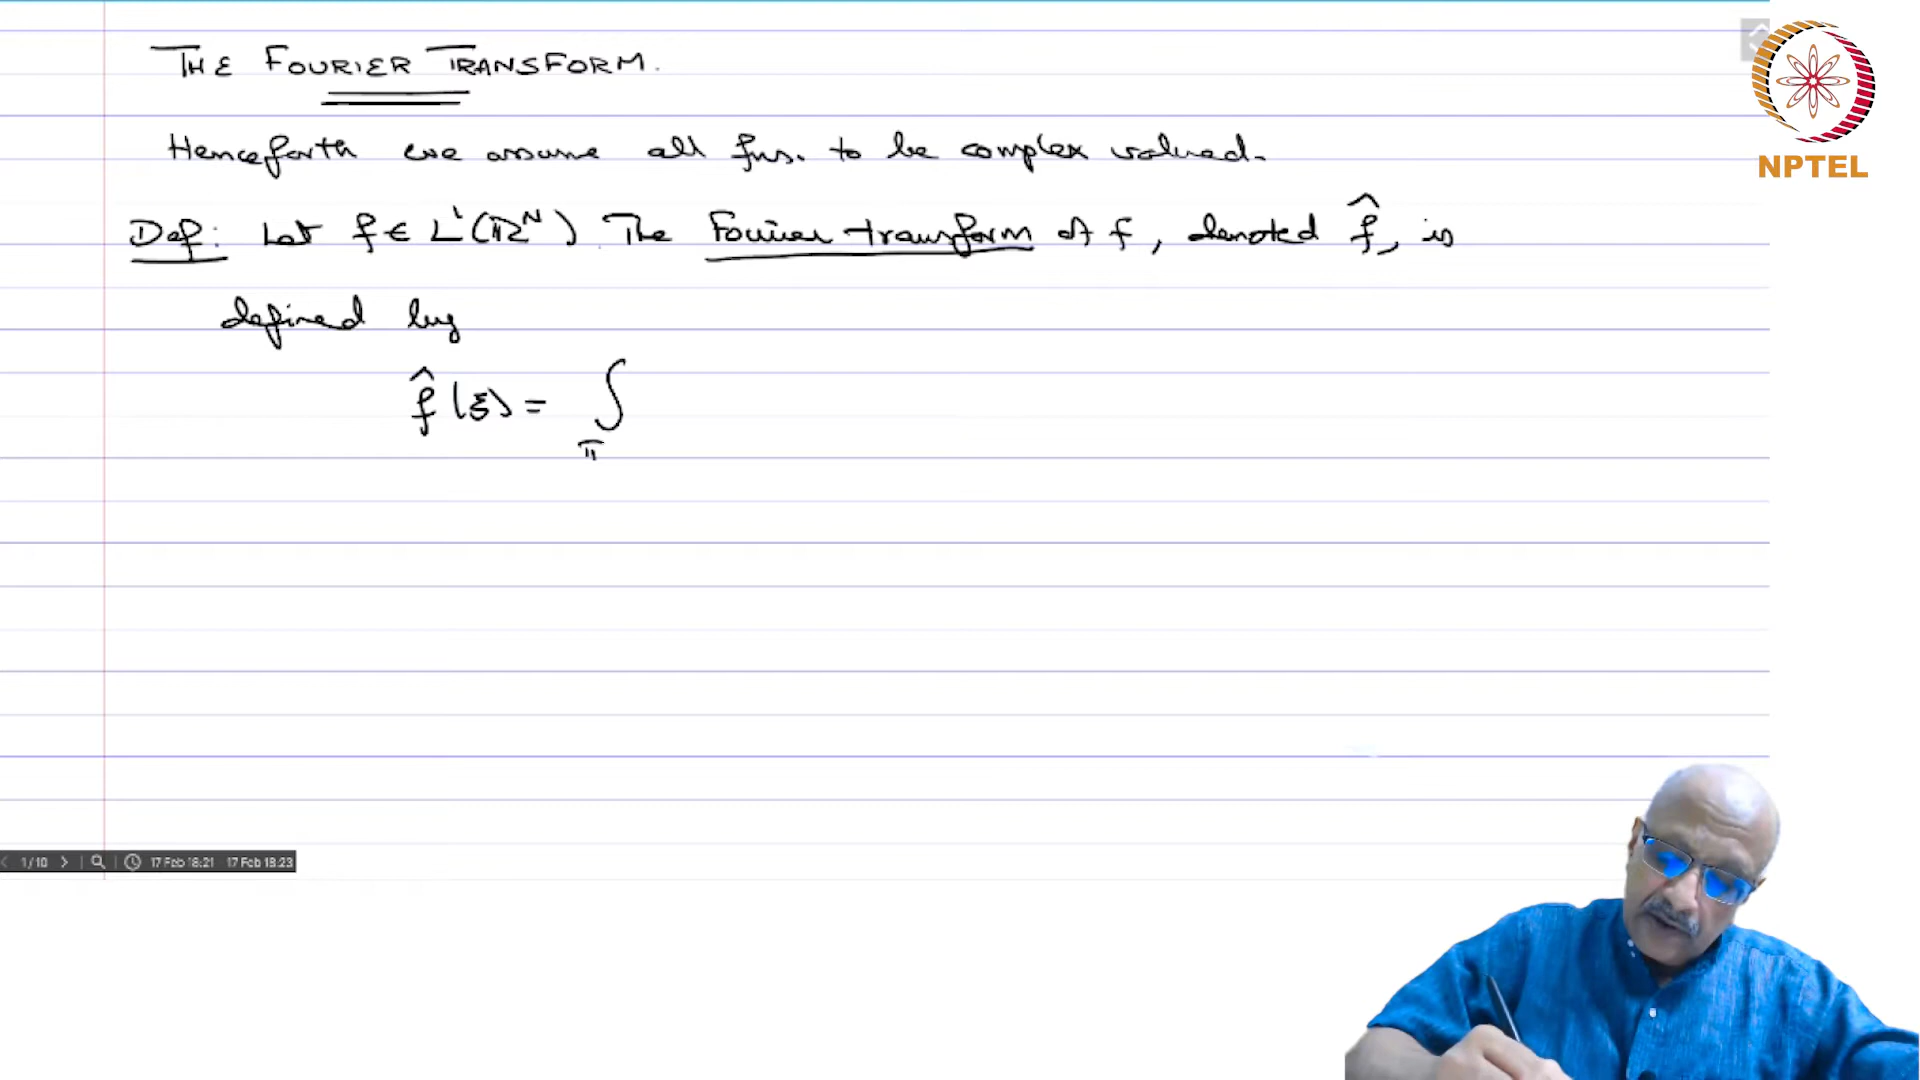 THE FOURIER TRANSFORM.
Henceforth we assume all fns. to be complex valued.
Def: Let f ∈ L¹(ℝᴺ). The Fourier transform of f, denoted f̂, is
defined by
f̂(ξ) = ∫
NPTEL
1/10 17 Feb 18:21 17 Feb 18:23